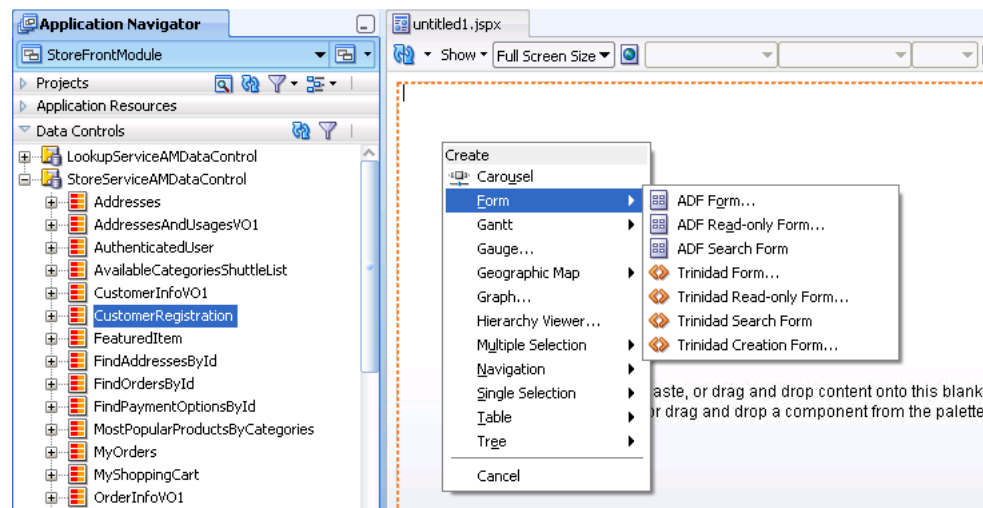 Application Navigator
StoreFrontModule
Projects
Application Resources
Data Controls
LookupServiceAMDataControl
StoreServiceAMDataControl
Addresses
AddressesAndUsagesVO1
AuthenticatedUser
AvailableCategoriesShuttleList
CustomerInfoVO1
CustomerRegistration
FeaturedItem
FindAddressesById
FindOrdersById
FindPaymentOptionsById
MostPopularProductsByCategories
MyOrders
MyShoppingCart
OrderInfoVO1
untitled1.jspx
Show Full Screen Size
Create
Carousel
Form
Gantt
Gauge...
Geographic Map
Graph...
Hierarchy Viewer...
Multiple Selection
Navigation
Single Selection
Table
Tree
Cancel
ADF Form...
ADF Read-only Form...
ADF Search Form
Trinidad Form...
Trinidad Read-only Form...
Trinidad Search Form
Trinidad Creation Form...
aste, or drag and drop content onto this blank
or drag and drop a component from the palette